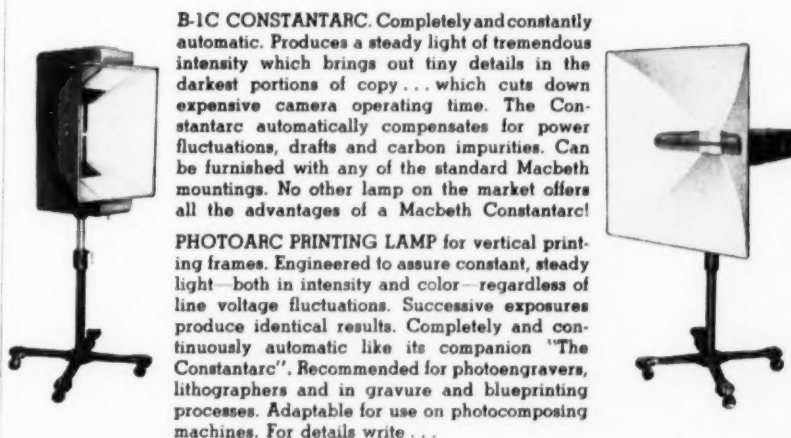 B-1C CONSTANTARC. Completely and constantly
automatic. Produces a steady light of tremendous
intensity which brings out tiny details in the
darkest portions of copy . . . which cuts down
expensive camera operating time. The Con-
stantarc automatically compensates for power
fluctuations, drafts and carbon impurities. Can
be furnished with any of the standard Macbeth
mountings. No other lamp on the market offers
all the advantages of a Macbeth Constantarc!
PHOTOARC PRINTING LAMP for vertical print-
ing frames. Engineered to assure constant, steady
light—both in intensity and color—regardless of
line voltage fluctuations. Successive exposures
produce identical results. Completely and con-
tinuously automatic like its companion "The
Constantarc". Recommended for photoengravers,
lithographers and in gravure and blueprinting
processes. Adaptable for use on photocomposing
machines. For details write . . .